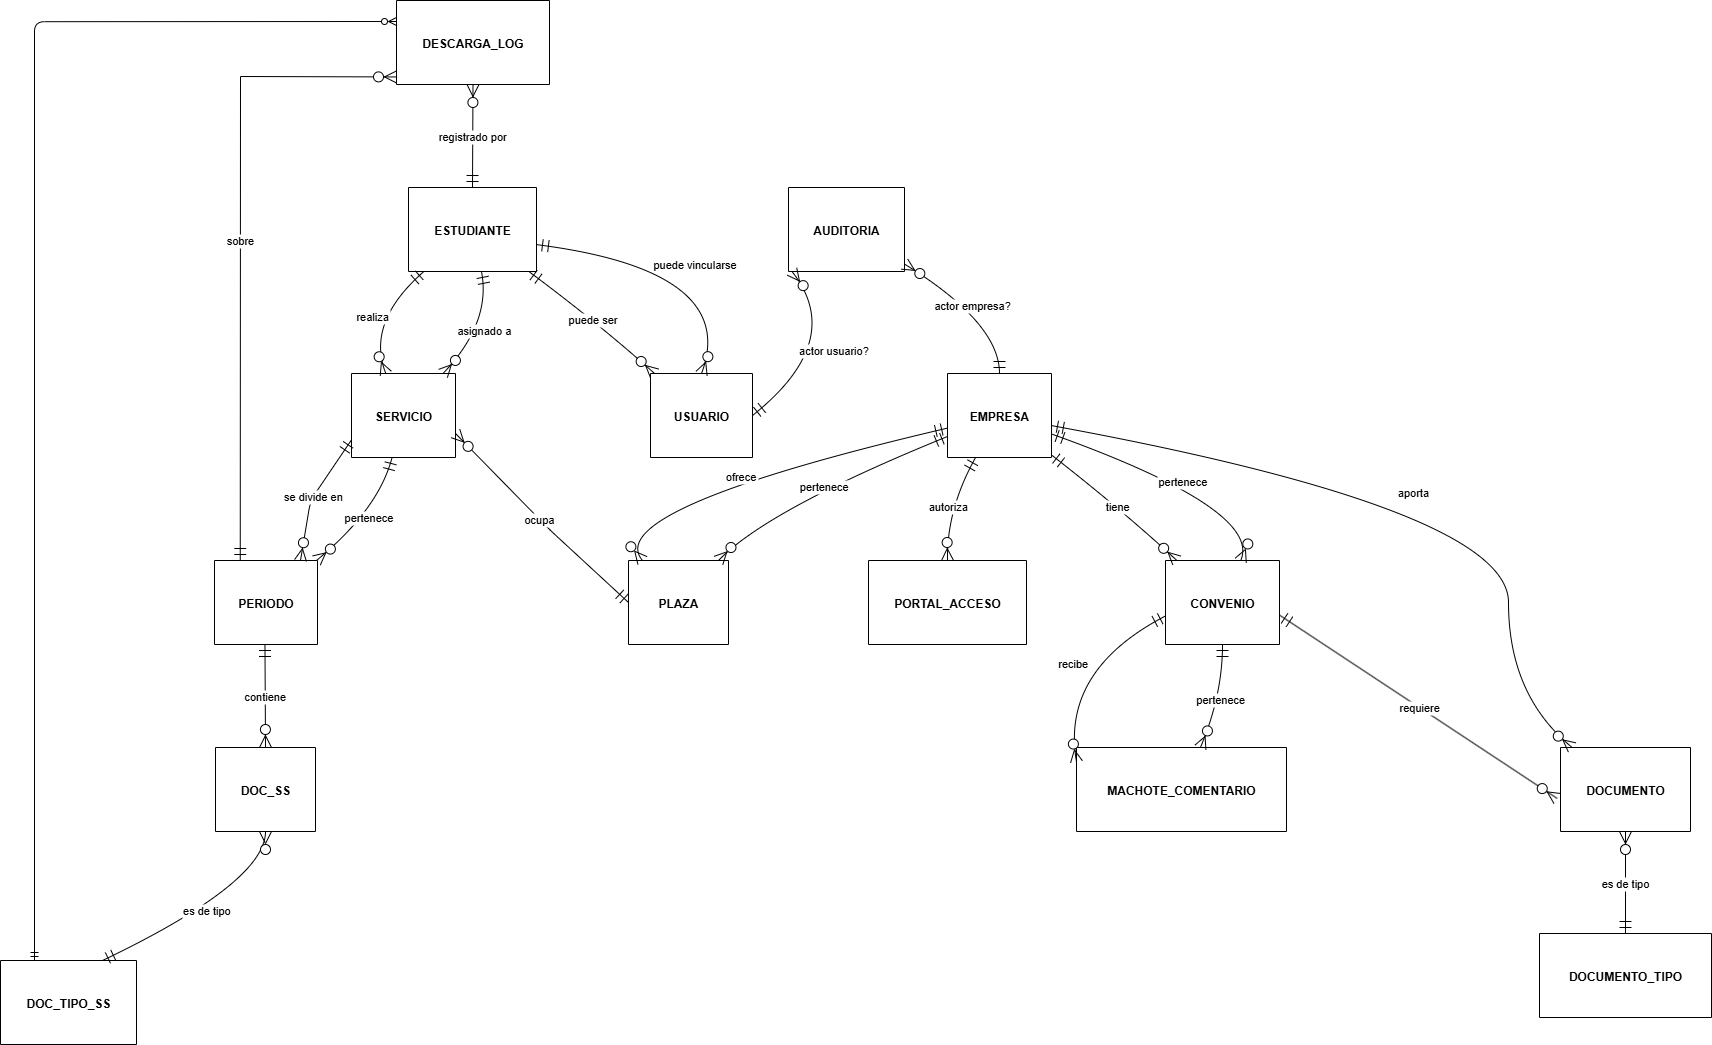 DESCARGA_LOG
registrado por
sobre
ESTUDIANTE
AUDITORIA
puede vincularse
actor empresa?
realiza
puede ser
asignado a
actor usuario?
SERVICIO
USUARIO
EMPRESA
ofrece
pertenece
pertenece
aporta
se divide en
autoriza
tiene
pertenece
ocupa
PERIODO
PLAZA
PORTAL_ACCESO
CONVENIO
recibe
contiene
pertenece
requiere
DOC_SS
MACHOTE_COMENTARIO
DOCUMENTO
es de tipo
es de tipo
DOC_TIPO_SS
DOCUMENTO_TIPO